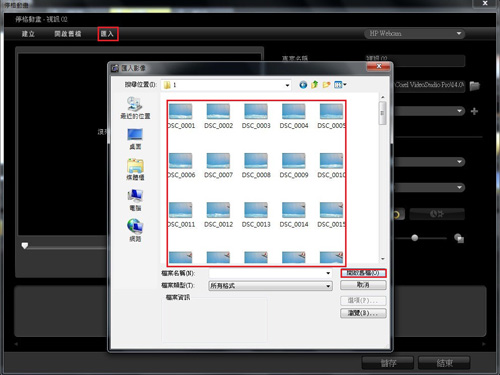 停格動畫 - 視訊 02
建立 開啟舊檔 匯入
HP Webcam
專案名稱 視訊 02
\Corel VideoStudio Pro\14.0\
匯入影像
搜尋位置(I): 1
最近的位置
桌面
媒體櫃
電腦
網路
DSC_0001 DSC_0002 DSC_0003 DSC_0004 DSC_0005
DSC_0006 DSC_0007 DSC_0008 DSC_0009 DSC_0010
DSC_0011 DSC_0012 DSC_0013 DSC_0014 DSC_0015
檔案名稱(N): 開啟舊檔(O)
檔案類型(T): 所有格式 取消
檔案資訊 選項(P)...
瀏覽(B)...
儲存 結束